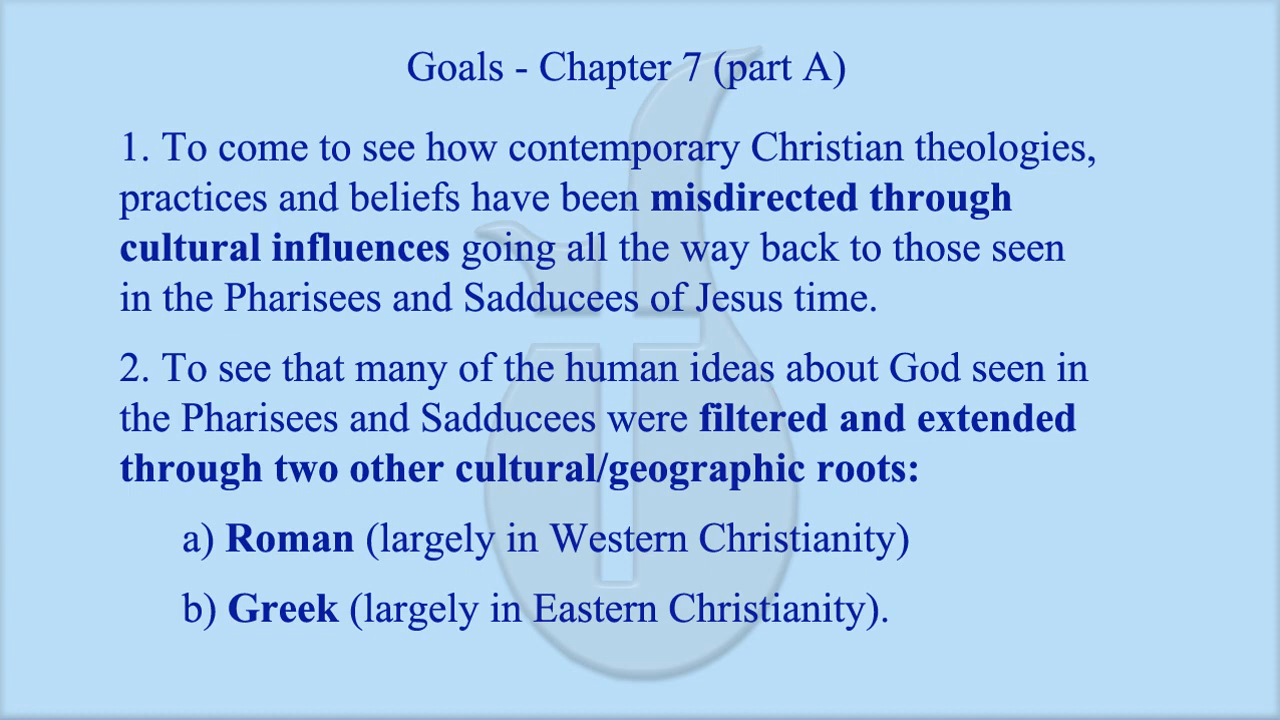 Goals - Chapter 7 (part A)
1. To come to see how contemporary Christian theologies,
practices and beliefs have been misdirected through
cultural influences going all the way back to those seen
in the Pharisees and Sadducees of Jesus time.
2. To see that many of the human ideas about God seen in
the Pharisees and Sadducees were filtered and extended
through two other cultural/geographic roots:
a) Roman (largely in Western Christianity)
b) Greek (largely in Eastern Christianity).